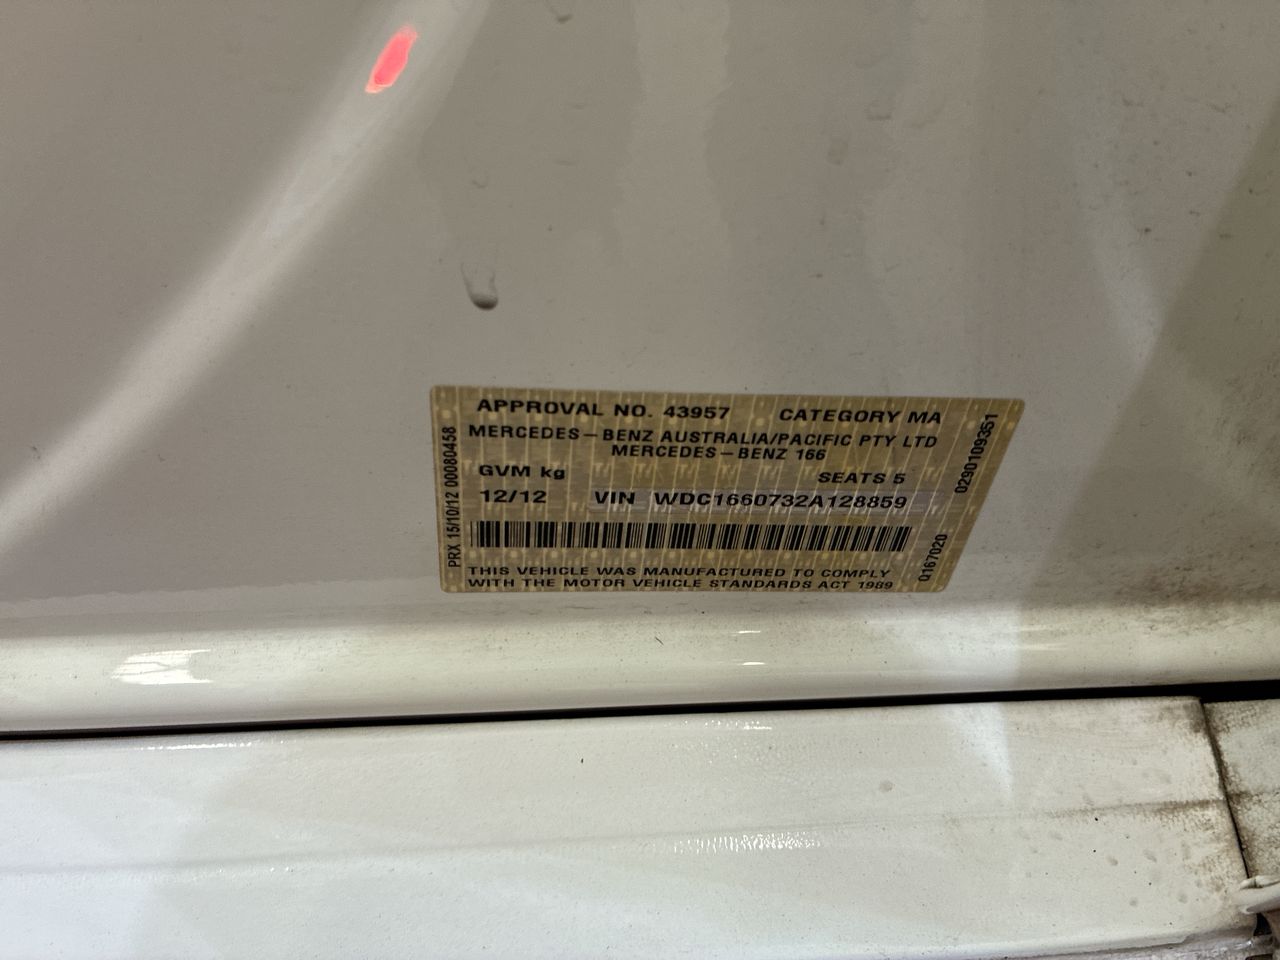 APPROVAL NO. 43957 CATEGORY MA
MERCEDES-BENZ AUSTRALIA/PACIFIC PTY LTD
MERCEDES-BENZ 166
GVM kg SEATS 5
12/12 VIN WDC1660732A128859
THIS VEHICLE WAS MANUFACTURED TO COMPLY
WITH THE MOTOR VEHICLE STANDARDS ACT 1989
PRX 15/10/12 00080458
0290109351
Q167020